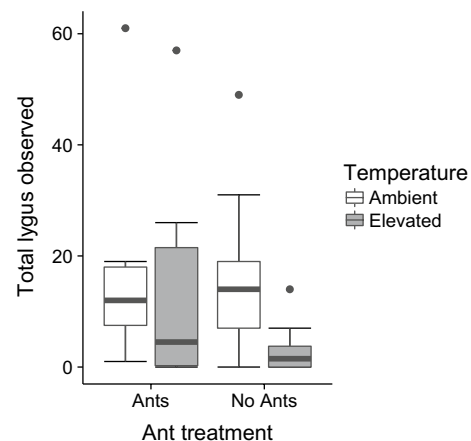 60
40
20
0
Total lygus observed
Ants
No Ants
Ant treatment
Temperature
Ambient
Elevated